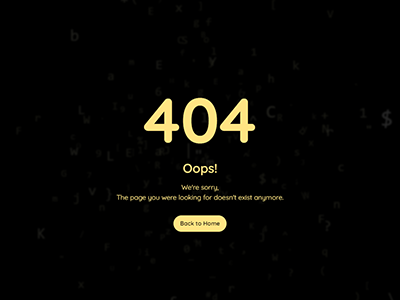 404
Oops!
We're sorry,
The page you were looking for doesn't exist anymore.
Back to Home